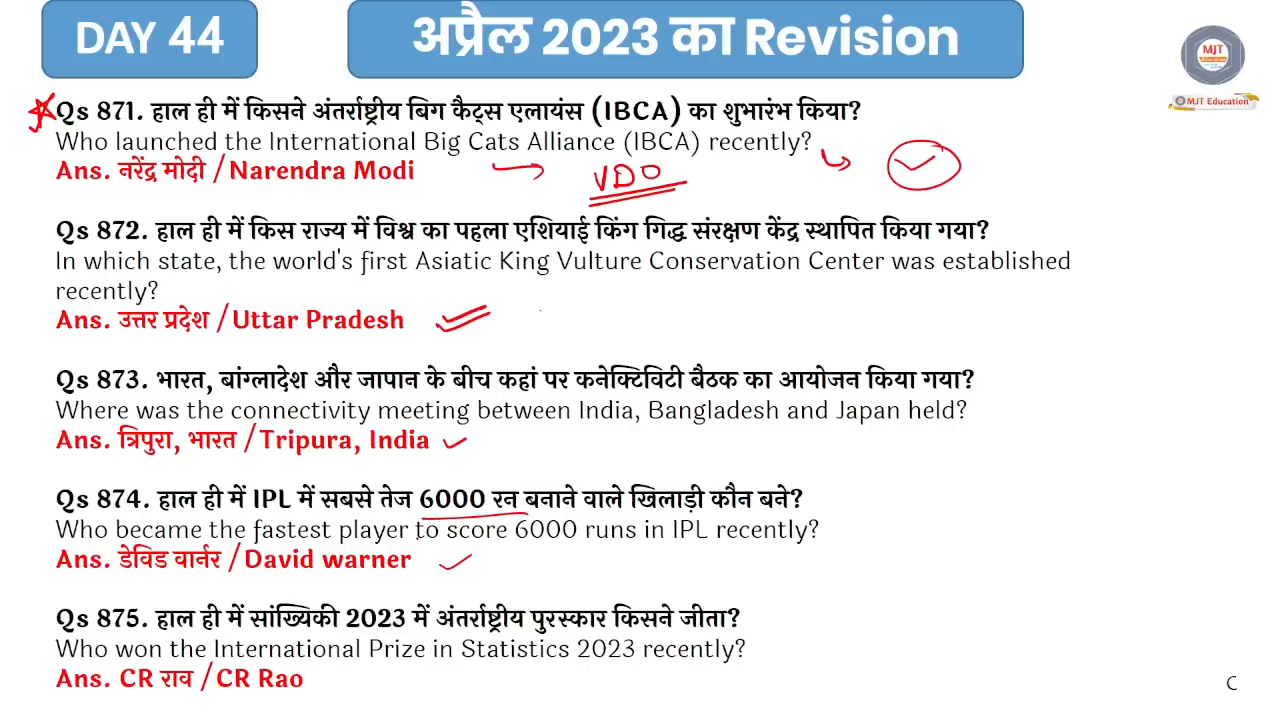 DAY 44
अप्रैल 2023 का Revision
MJT
Education
MJT Education
Qs 871. हाल ही में किसने अंतर्राष्ट्रीय बिग कैट्स एलायंस (IBCA) का शुभारंभ किया?
Who launched the International Big Cats Alliance (IBCA) recently?
Ans. नरेंद्र मोदी / Narendra Modi
VDO
Qs 872. हाल ही में किस राज्य में विश्व का पहला एशियाई किंग गिद्ध संरक्षण केंद्र स्थापित किया गया?
In which state, the world's first Asiatic King Vulture Conservation Center was established
recently?
Ans. उत्तर प्रदेश / Uttar Pradesh
Qs 873. भारत, बांग्लादेश और जापान के बीच कहां पर कनेक्टिविटी बैठक का आयोजन किया गया?
Where was the connectivity meeting between India, Bangladesh and Japan held?
Ans. त्रिपुरा, भारत / Tripura, India
Qs 874. हाल ही में IPL में सबसे तेज 6000 रन बनाने वाले खिलाड़ी कौन बने?
Who became the fastest player to score 6000 runs in IPL recently?
Ans. डेविड वार्नर / David warner
Qs 875. हाल ही में सांख्यिकी 2023 में अंतर्राष्ट्रीय पुरस्कार किसने जीता?
Who won the International Prize in Statistics 2023 recently?
Ans. CR राव / CR Rao
C